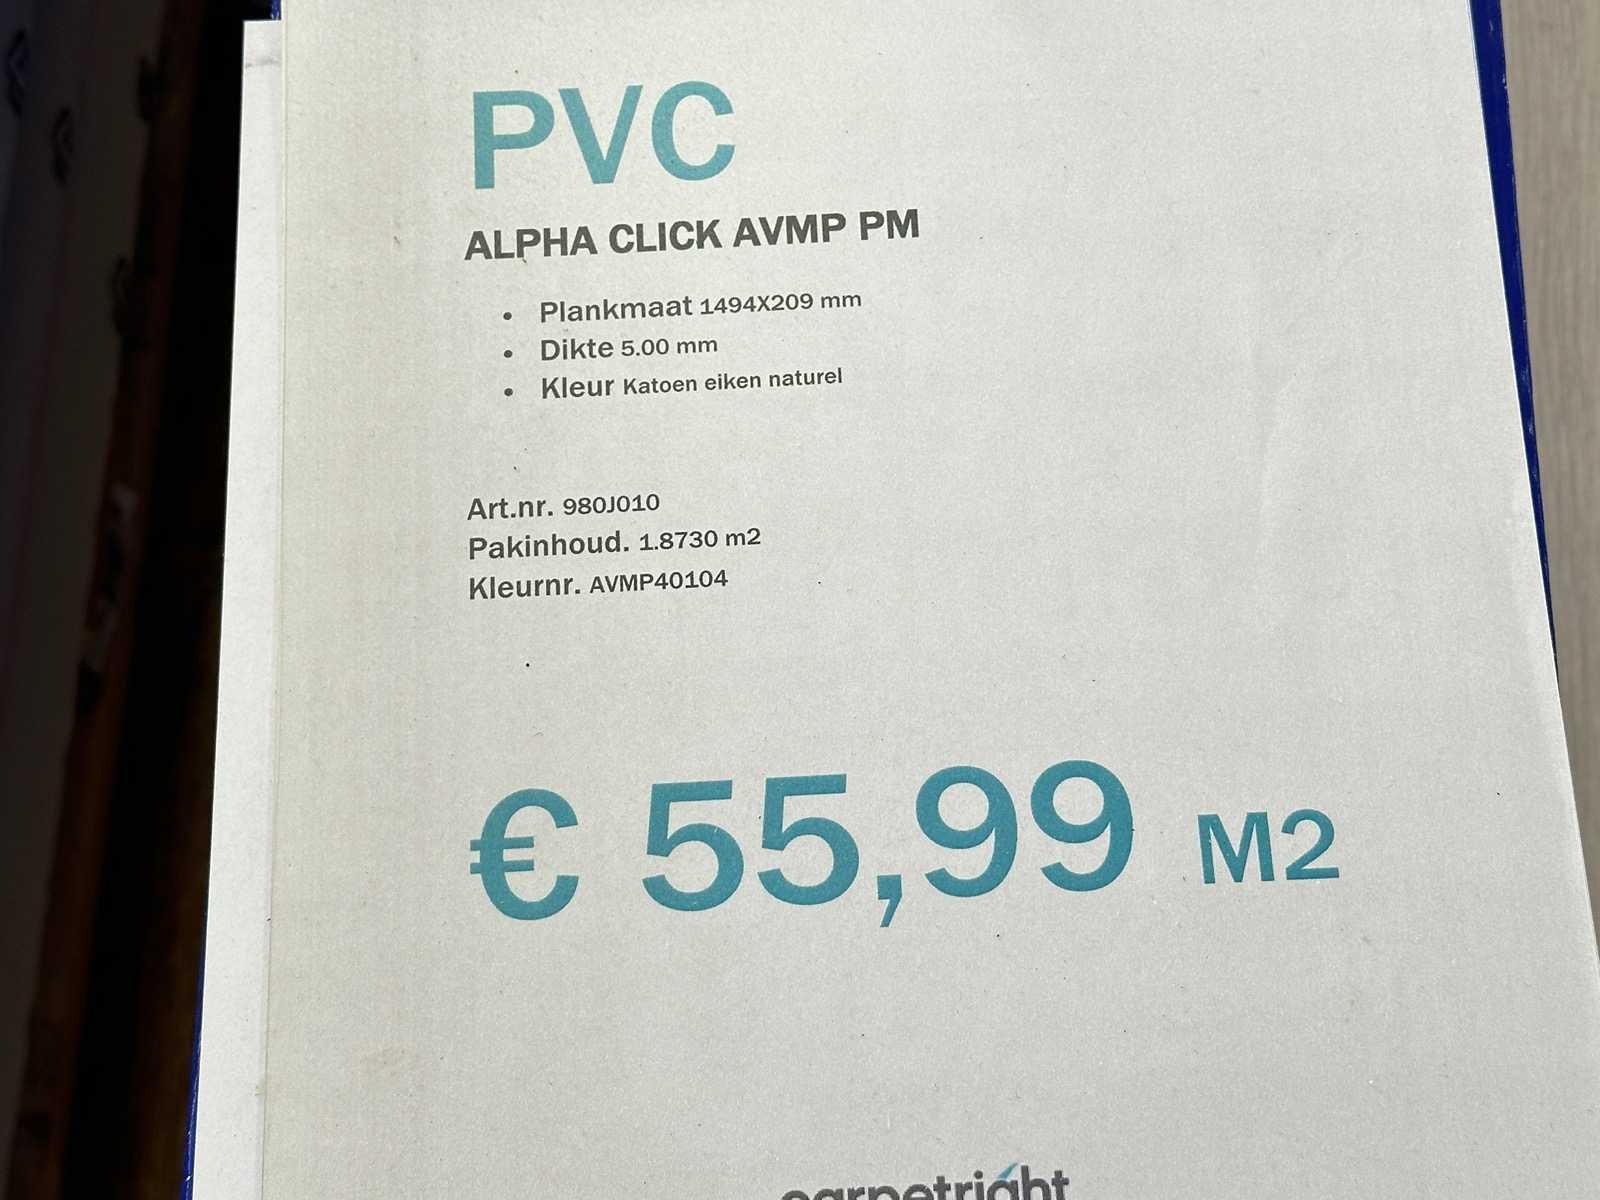 PVC
ALPHA CLICK AVMP PM
• Plankmaat 1494X209 mm
• Dikte 5.00 mm
• Kleur Katoen eiken naturel
Art.nr. 980J010
Pakinhoud. 1.8730 m2
Kleurnr. AVMP40104
€ 55,99 M2
carpetright